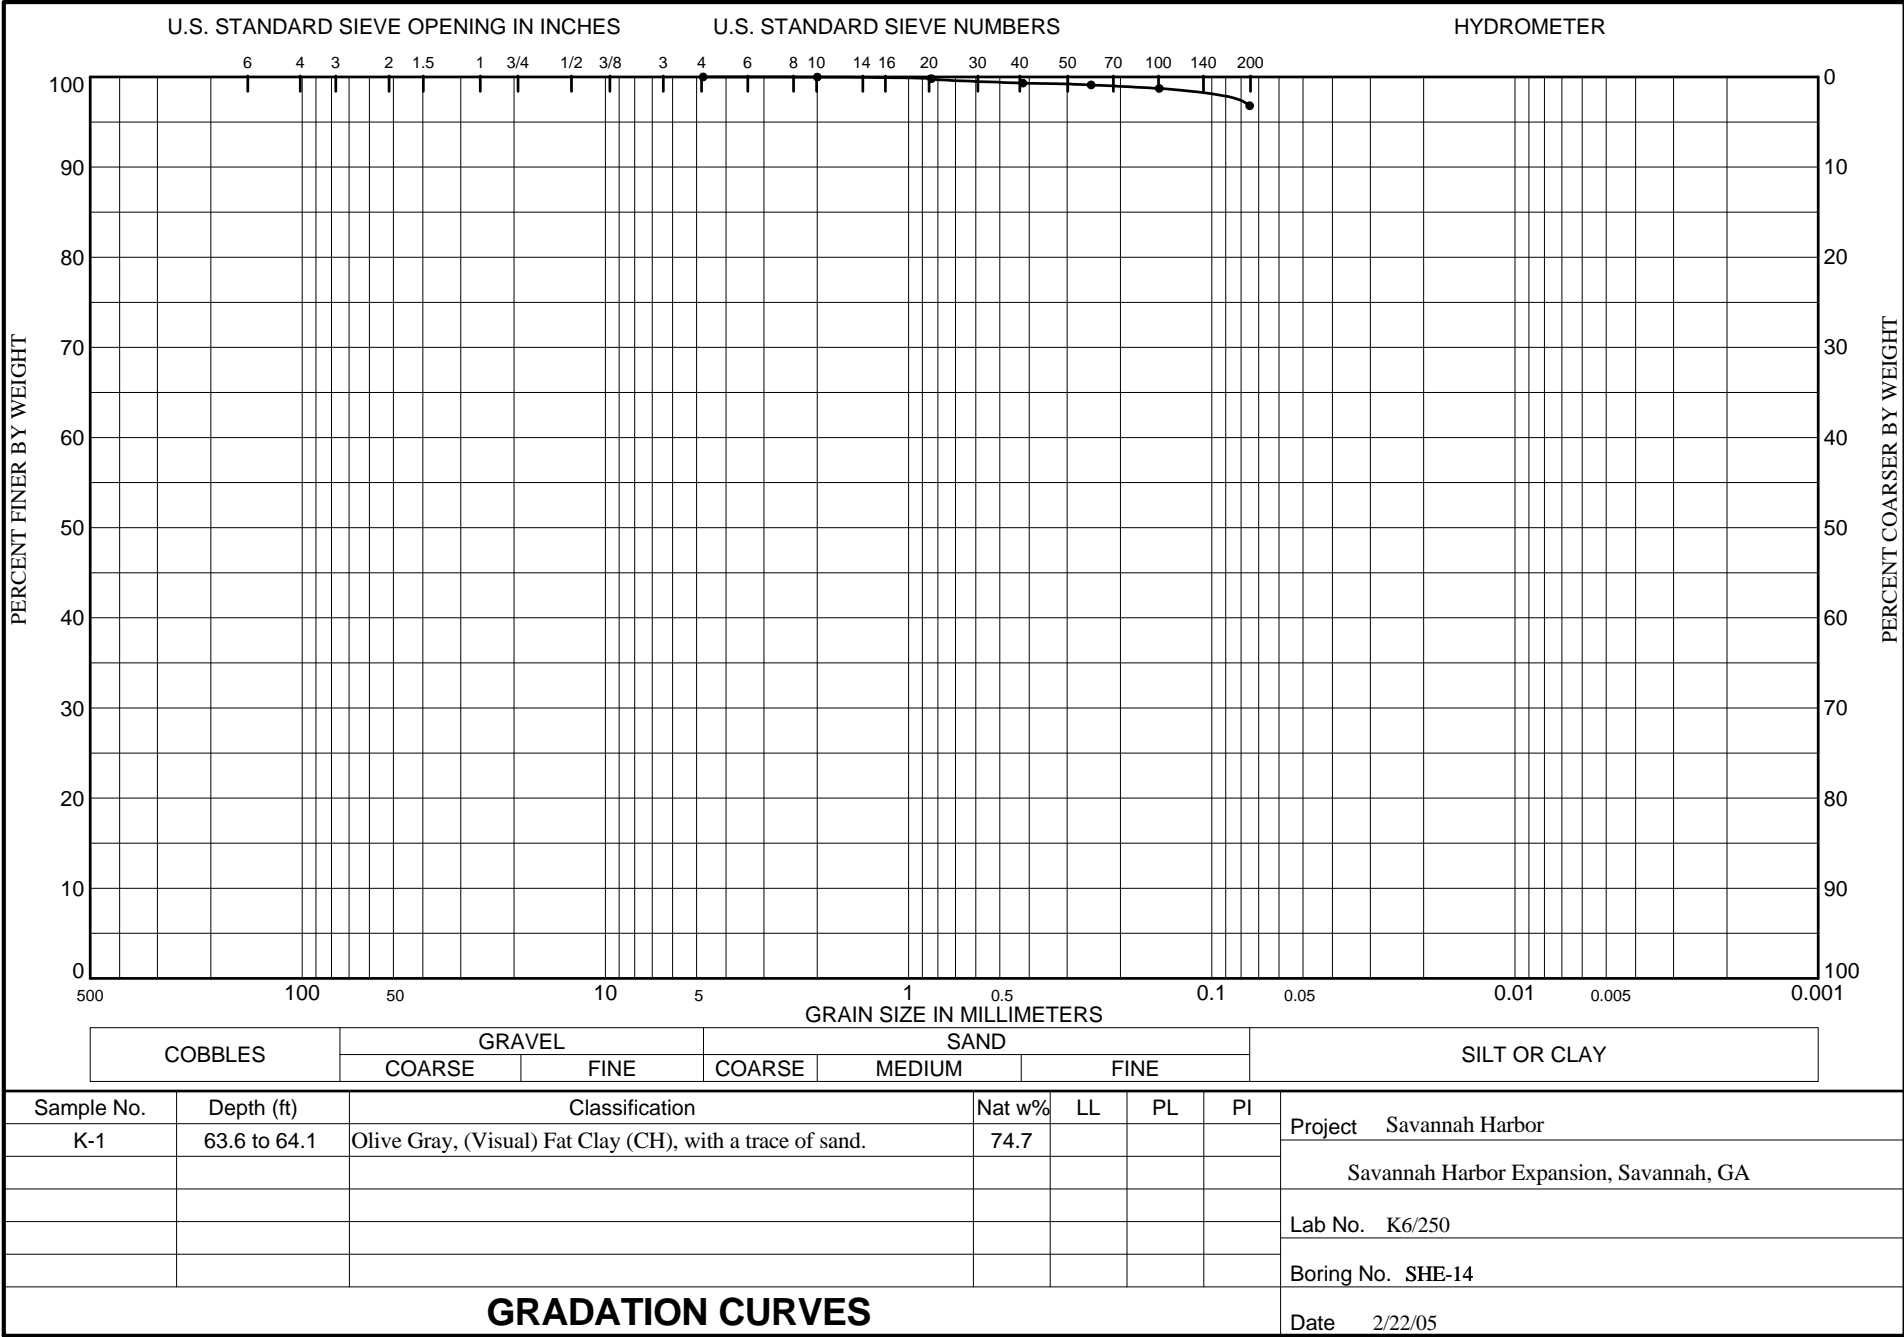 U.S. STANDARD SIEVE OPENING IN INCHES U.S. STANDARD SIEVE NUMBERS HYDROMETER
6 4 3 2 1.5 1 3/4 1/2 3/8 3 4 6 8 10 14 16 20 30 40 50 70 100 140 200
100 0
90 10
80 20
70 30
60 40
50 50
40 60
30 70
20 80
10 90
0 100
PERCENT FINER BY WEIGHT
PERCENT COARSER BY WEIGHT
500 100 50 10 5 1 0.5 0.1 0.05 0.01 0.005 0.001
GRAIN SIZE IN MILLIMETERS
COBBLES GRAVEL SAND SILT OR CLAY
COARSE FINE COARSE MEDIUM FINE
Sample No. Depth (ft) Classification Nat w% LL PL PI
K-1 63.6 to 64.1 Olive Gray, (Visual) Fat Clay (CH), with a trace of sand. 74.7
Project Savannah Harbor
Savannah Harbor Expansion, Savannah, GA
Lab No. K6/250
Boring No. SHE-14
GRADATION CURVES
Date 2/22/05